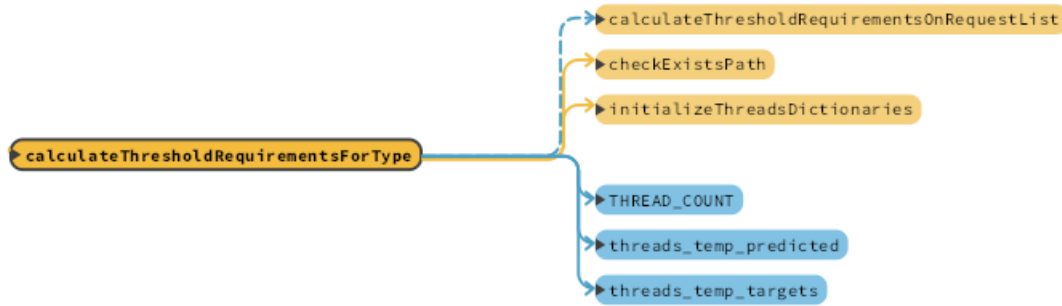 calculateThresholdRequirementsOnRequestList
checkExistsPath
initializeThreadsDictionaries
calculateThresholdRequirementsForType
THREAD_COUNT
threads_temp_predicted
threads_temp_targets